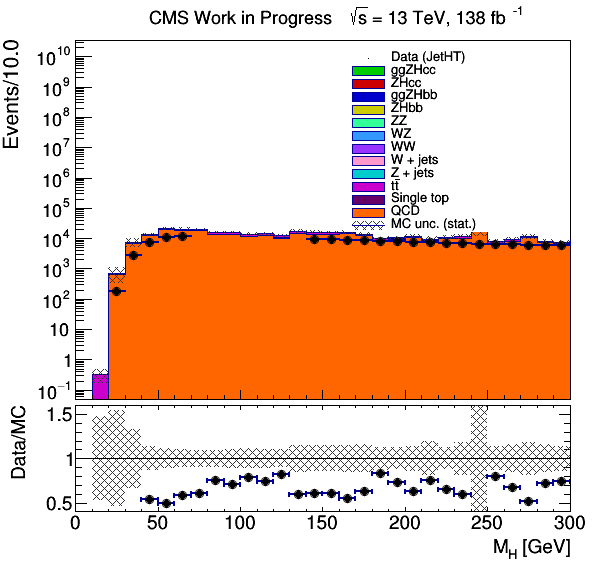 CMS Work in Progress √s = 13 TeV, 138 fb⁻¹
Events/10.0
10¹⁰
10⁹
10⁸
10⁷
10⁶
10⁵
10⁴
10³
10²
10
1
10⁻¹
Data (JetHT)
ggZHcc
ZHcc
ggZHbb
ZHbb
ZZ
WZ
WW
W + jets
Z + jets
tt̄
Single top
QCD
MC unc. (stat.)
Data/MC
1.5
1
0.5
0 50 100 150 200 250 300
M_H [GeV]